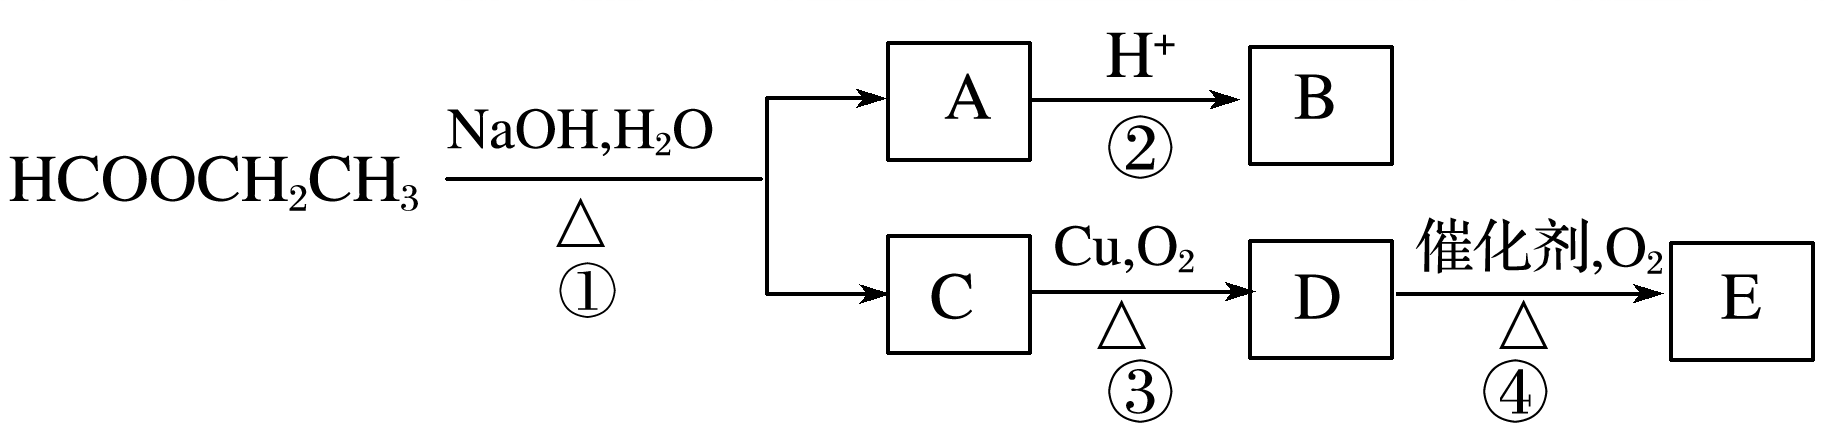 HCOOCH₂CH₃
NaOH,H₂O
△
①
A
H⁺
②
B
C
Cu,O₂
△
③
D
催化剂,O₂
△
④
E